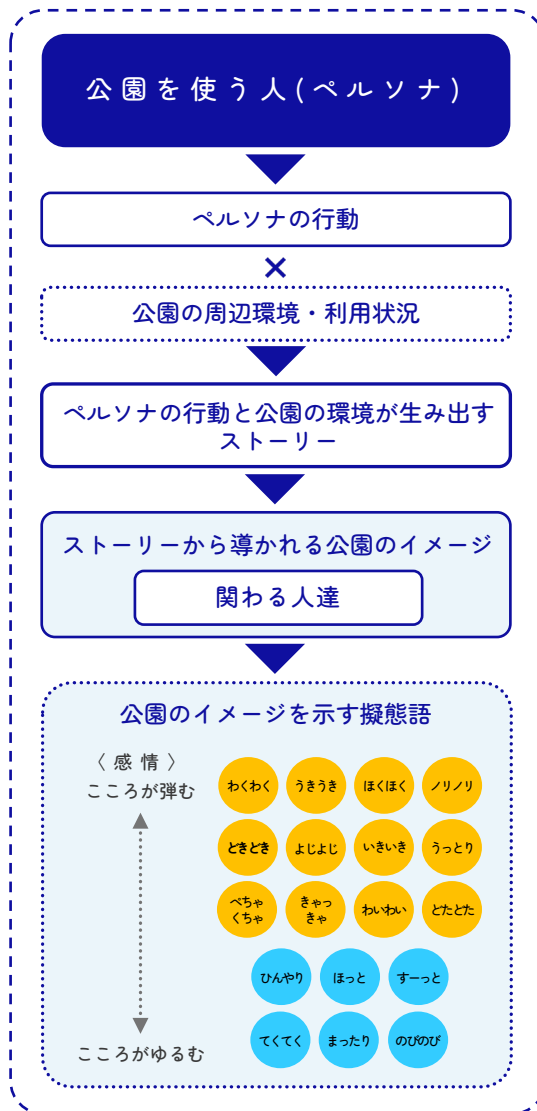 公園を使う人(ペルソナ)
ペルソナの行動
×
公園の周辺環境・利用状況
ペルソナの行動と公園の環境が生み出す
ストーリー
ストーリーから導かれる公園のイメージ
関わる人達
公園のイメージを示す擬態語
〈感情〉
こころが弾む
わくわく
うきうき
ほくほく
ノリノリ
どきどき
よじよじ
いきいき
うっとり
ぺちゃ
くちゃ
きゃっ
きゃ
わいわい
どたどた
ひんやり
ほっと
すーっと
てくてく
まったり
のびのび
こころがゆるむ